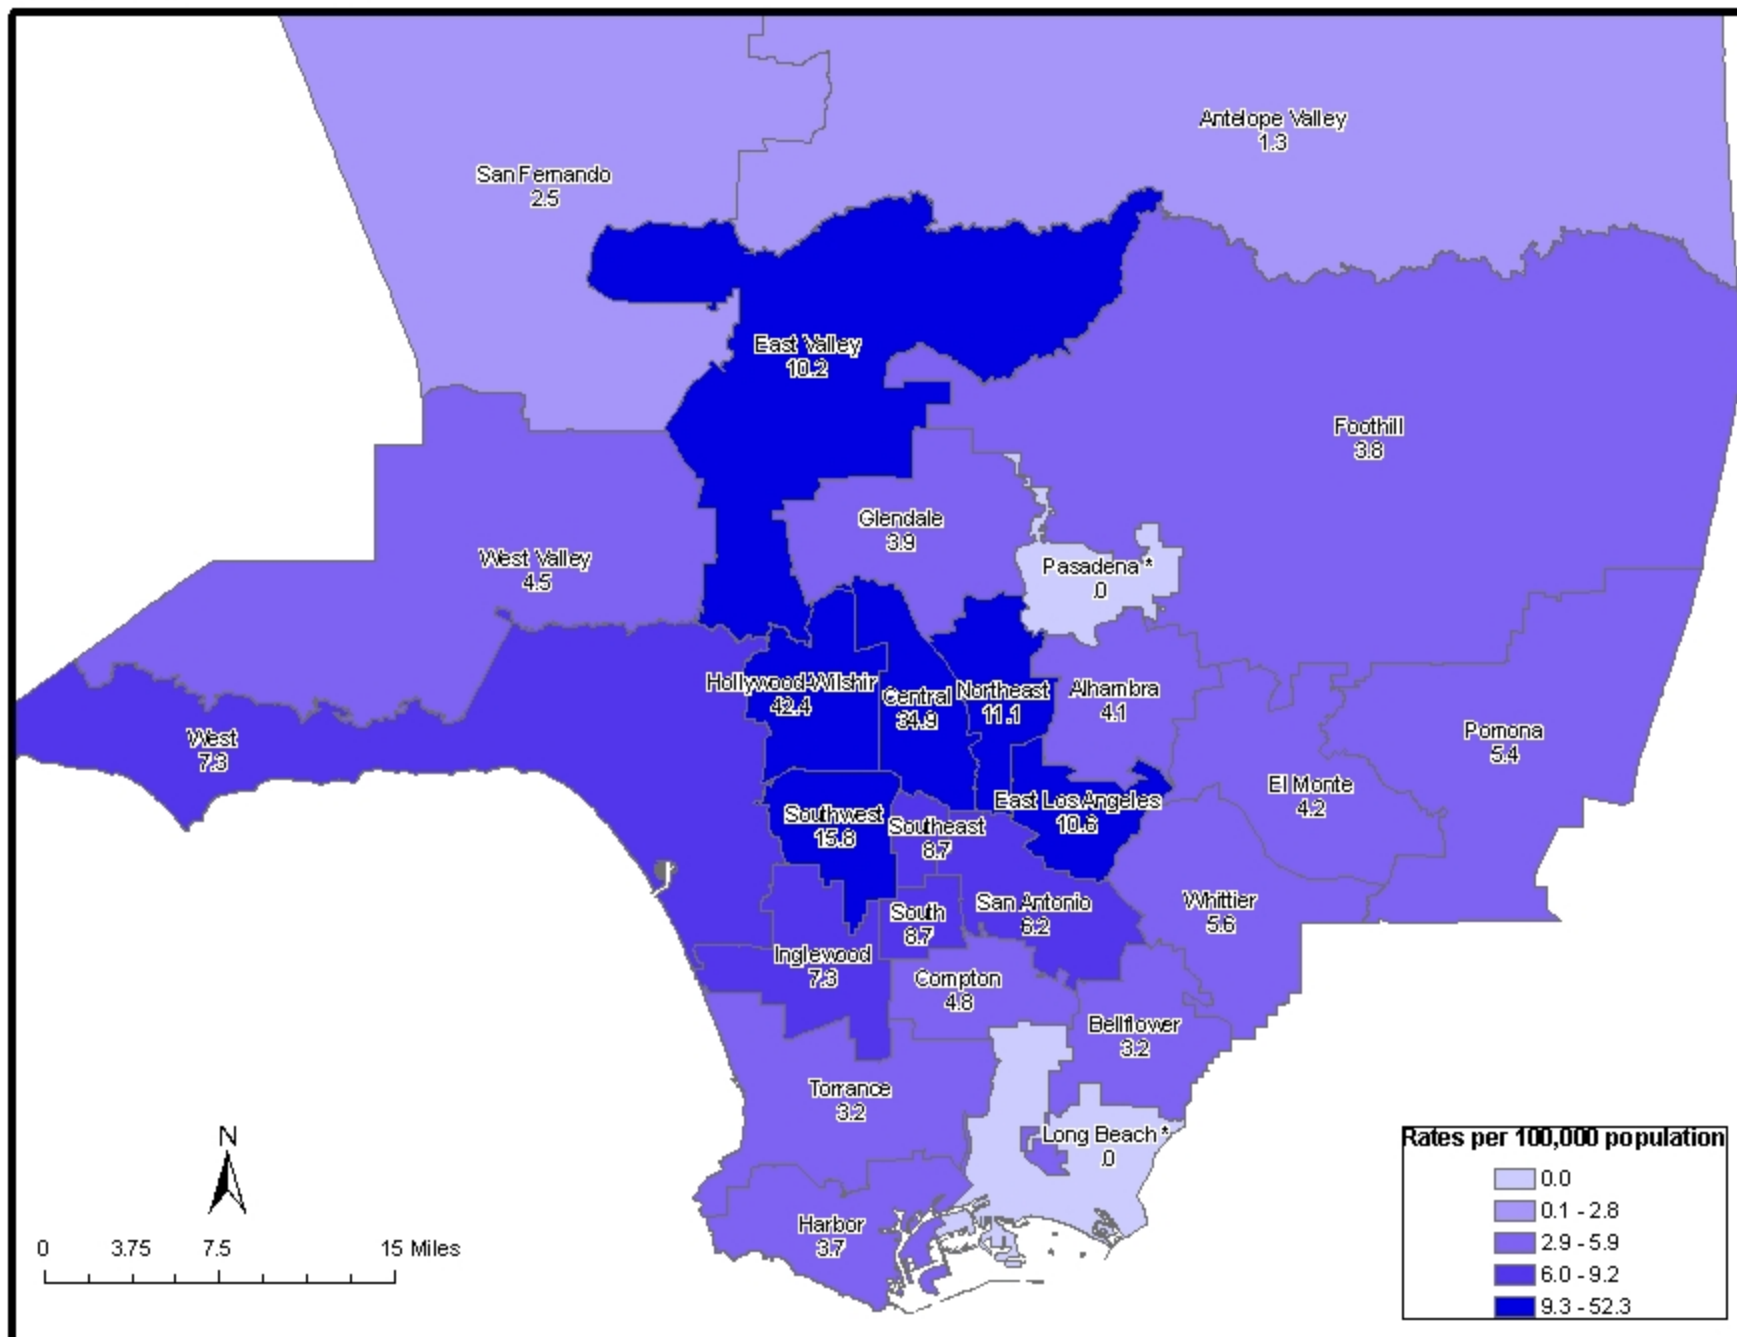 Antelope Valley
1.3
San Fernando
2.5
East Valley
10.2
Foothill
3.8
Glendale
3.9
West Valley
4.5
Pasadena *
.0
Hollywood-Wilshir
42.4
Central
34.9
Northeast
11.1
Alhambra
4.1
West
7.3
Pomona
5.4
El Monte
4.2
East Los Angeles
10.6
Southwest
15.8
Southeast
8.7
San Antonio
6.2
South
8.7
Whittier
5.6
Inglewood
7.3
Compton
4.8
Bellflower
3.2
Torrance
3.2
Long Beach *
.0
Harbor
3.7
N
0 3.75 7.5 15 Miles
Rates per 100,000 population
0.0
0.1 - 2.8
2.9 - 5.9
6.0 - 9.2
9.3 - 52.3